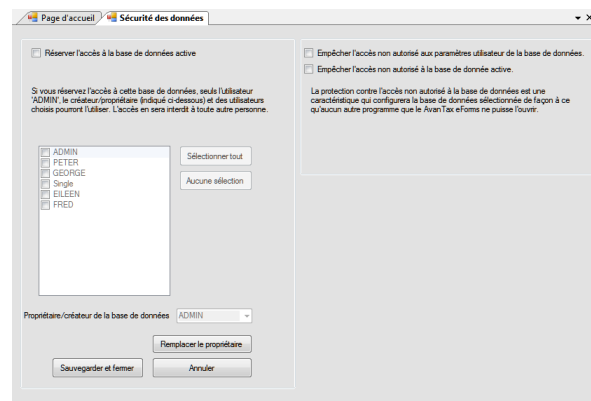 Page d'accueil
Sécurité des données
Réserver l'accès à la base de données active
Si vous réservez l'accès à cette base de données, seuls l'utilisateur
'ADMIN', le créateur/propriétaire (indiqué ci-dessous) et des utilisateurs
choisis pourront l'utiliser. L'accès en sera interdit à toute autre personne.
ADMIN
PETER
GEORGE
Single
EILEEN
FRED
Sélectionner tout
Aucune sélection
Propriétaire/créateur de la base de données
ADMIN
Remplacer le propriétaire
Sauvegarder et fermer
Annuler
Empêcher l'accès non autorisé aux paramètres utilisateur de la base de données.
Empêcher l'accès non autorisé à la base de donnée active.
La protection contre l'accès non autorisé à la base de données est une
caractéristique qui configurera la base de données sélectionnée de façon à ce
qu'aucun autre programme que le AvanTax eForms ne puisse l'ouvrir.